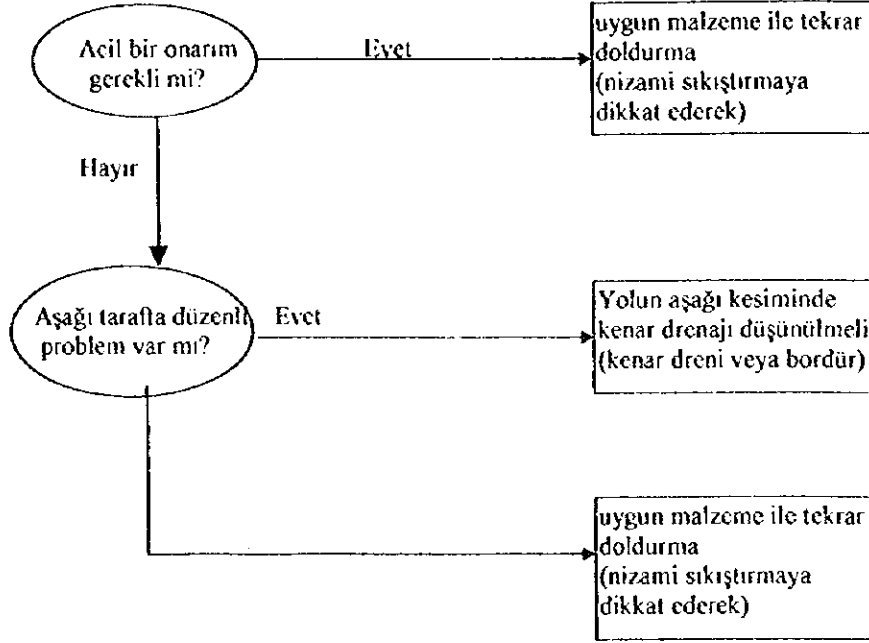 Acil bir onarım
gerekli mi?
Evet
uygun malzeme ile tekrar
doldurma
(nizami sıkıştırmaya
dikkat ederek)
Hayır
Aşağı tarafta düzenli
problem var mı?
Evet
Yolun aşağı kesiminde
kenar drenajı düşünülmeli
(kenar dreni veya bordür)
uygun malzeme ile tekrar
doldurma
(nizami sıkıştırmaya
dikkat ederek)